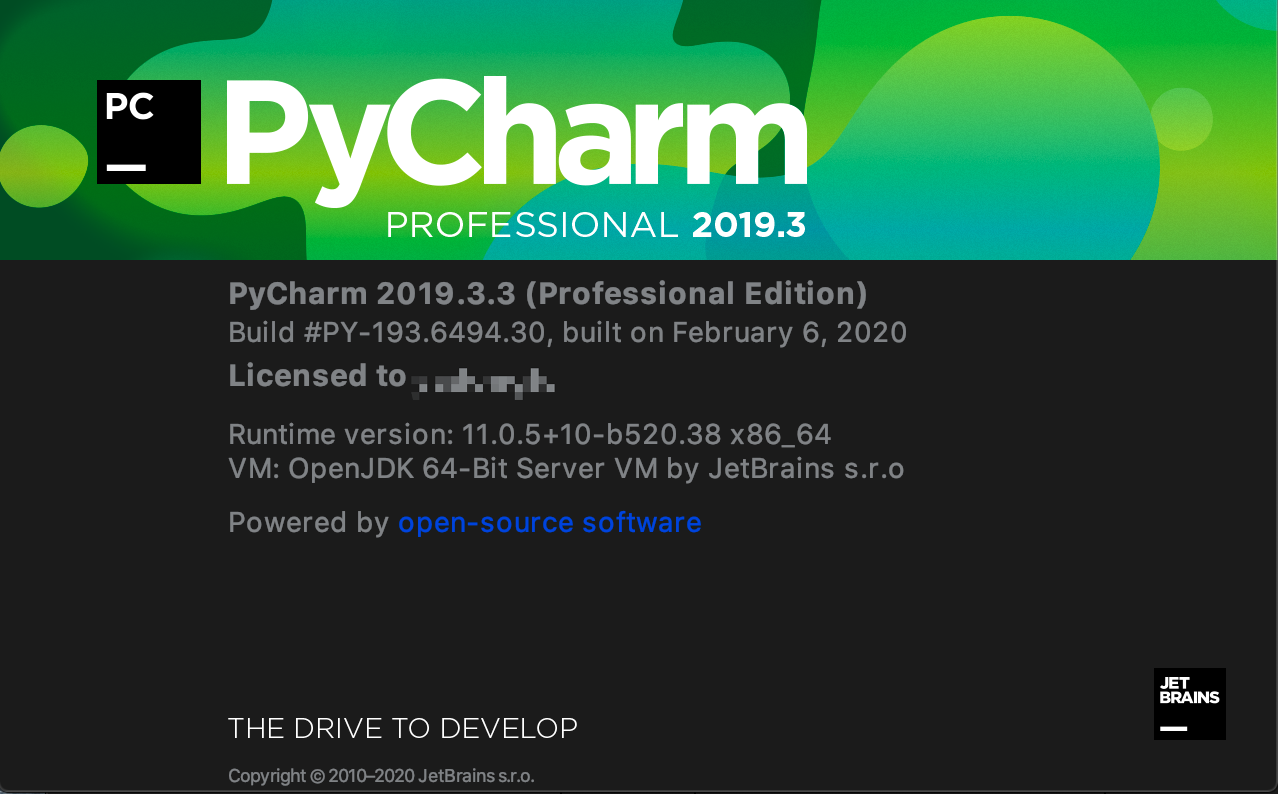 PC
PyCharm
PROFESSIONAL 2019.3
PyCharm 2019.3.3 (Professional Edition)
Build #PY-193.6494.30, built on February 6, 2020
Licensed to
Runtime version: 11.0.5+10-b520.38 x86_64
VM: OpenJDK 64-Bit Server VM by JetBrains s.r.o
Powered by open-source software
JET
BRAINS
THE DRIVE TO DEVELOP
Copyright © 2010–2020 JetBrains s.r.o.